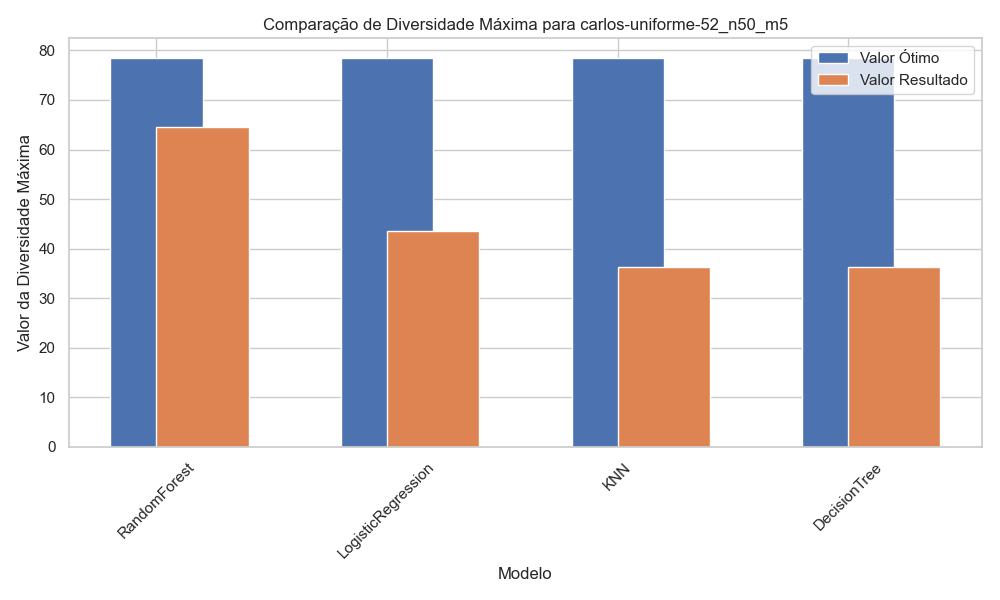 Comparação de Diversidade Máxima para carlos-uniforme-52_n50_m5
Valor Ótimo
Valor Resultado
Valor da Diversidade Máxima
80
70
60
50
40
30
20
10
0
RandomForest
LogisticRegression
KNN
DecisionTree
Modelo